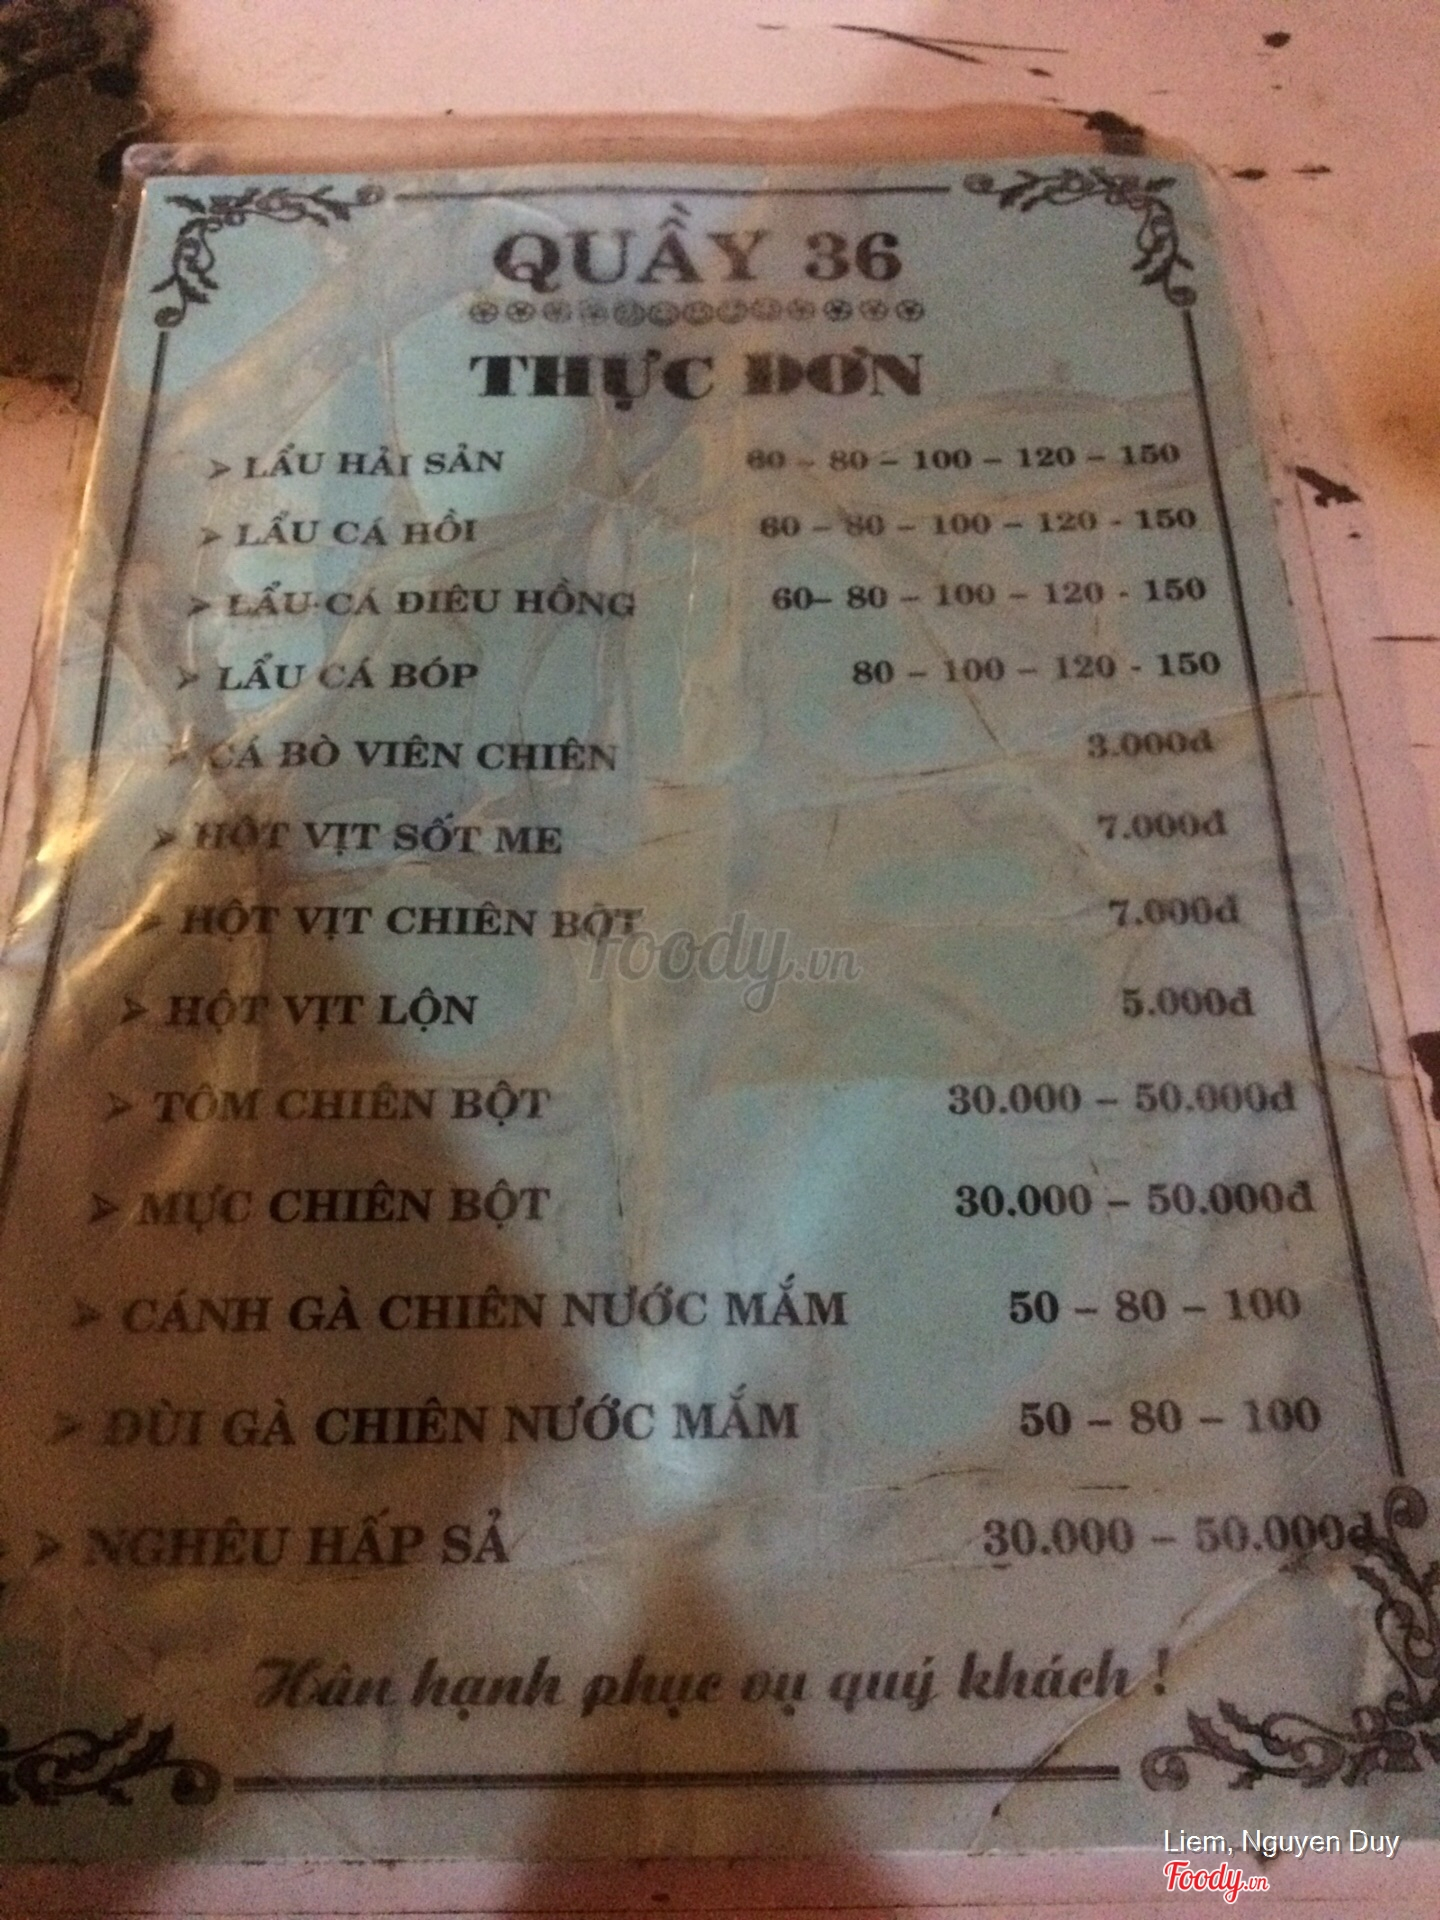 QUẦY 36
THỰC ĐƠN
➤ LẨU HẢI SẢN 60 – 80 – 100 – 120 – 150
➤ LẨU CÁ HỒI 60 – 80 – 100 – 120 - 150
➤ LẨU CÁ ĐIÊU HỒNG 60– 80 – 100 – 120 - 150
➤ LẨU CÁ BÓP 80 – 100 – 120 - 150
➤ CÁ BÒ VIÊN CHIÊN 3.000đ
➤ HỘT VỊT SỐT ME 7.000đ
➤ HỘT VỊT CHIÊN BỘT 7.000đ
➤ HỘT VỊT LỘN 5.000đ
➤ TÔM CHIÊN BỘT 30.000 – 50.000đ
➤ MỰC CHIÊN BỘT 30.000 – 50.000đ
➤ CÁNH GÀ CHIÊN NƯỚC MẮM 50 – 80 – 100
➤ ĐÙI GÀ CHIÊN NƯỚC MẮM 50 – 80 – 100
➤ NGHÊU HẤP SẢ 30.000 – 50.000đ
Hân hạnh phục vụ quý khách !
Foody.vn
Liem, Nguyen Duy
Foody.vn